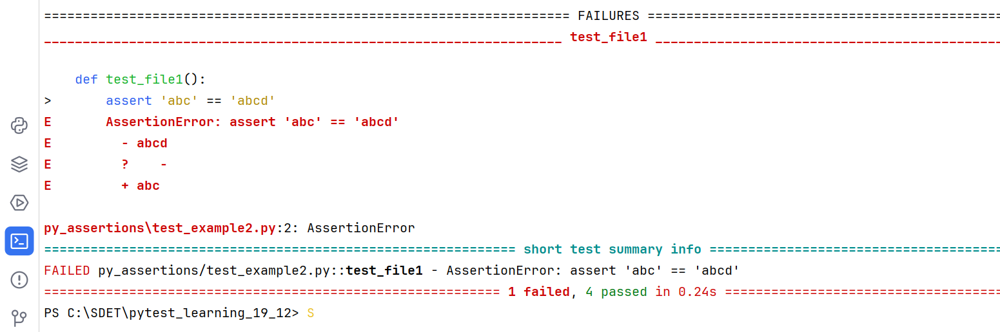 ==================================================================== FAILURES ==============================================
___________________________________________________________________ test_file1 _____________________________________________
    def test_file1():
>       assert 'abc' == 'abcd'
E       AssertionError: assert 'abc' == 'abcd'
E         - abcd
E         ?    -
E         + abc
py_assertions\test_example2.py:2: AssertionError
============================================================= short test summary info ======================================
FAILED py_assertions/test_example2.py::test_file1 - AssertionError: assert 'abc' == 'abcd'
=========================================================== 1 failed, 4 passed in 0.24s ====================================
PS C:\SDET\pytest_learning_19_12> S